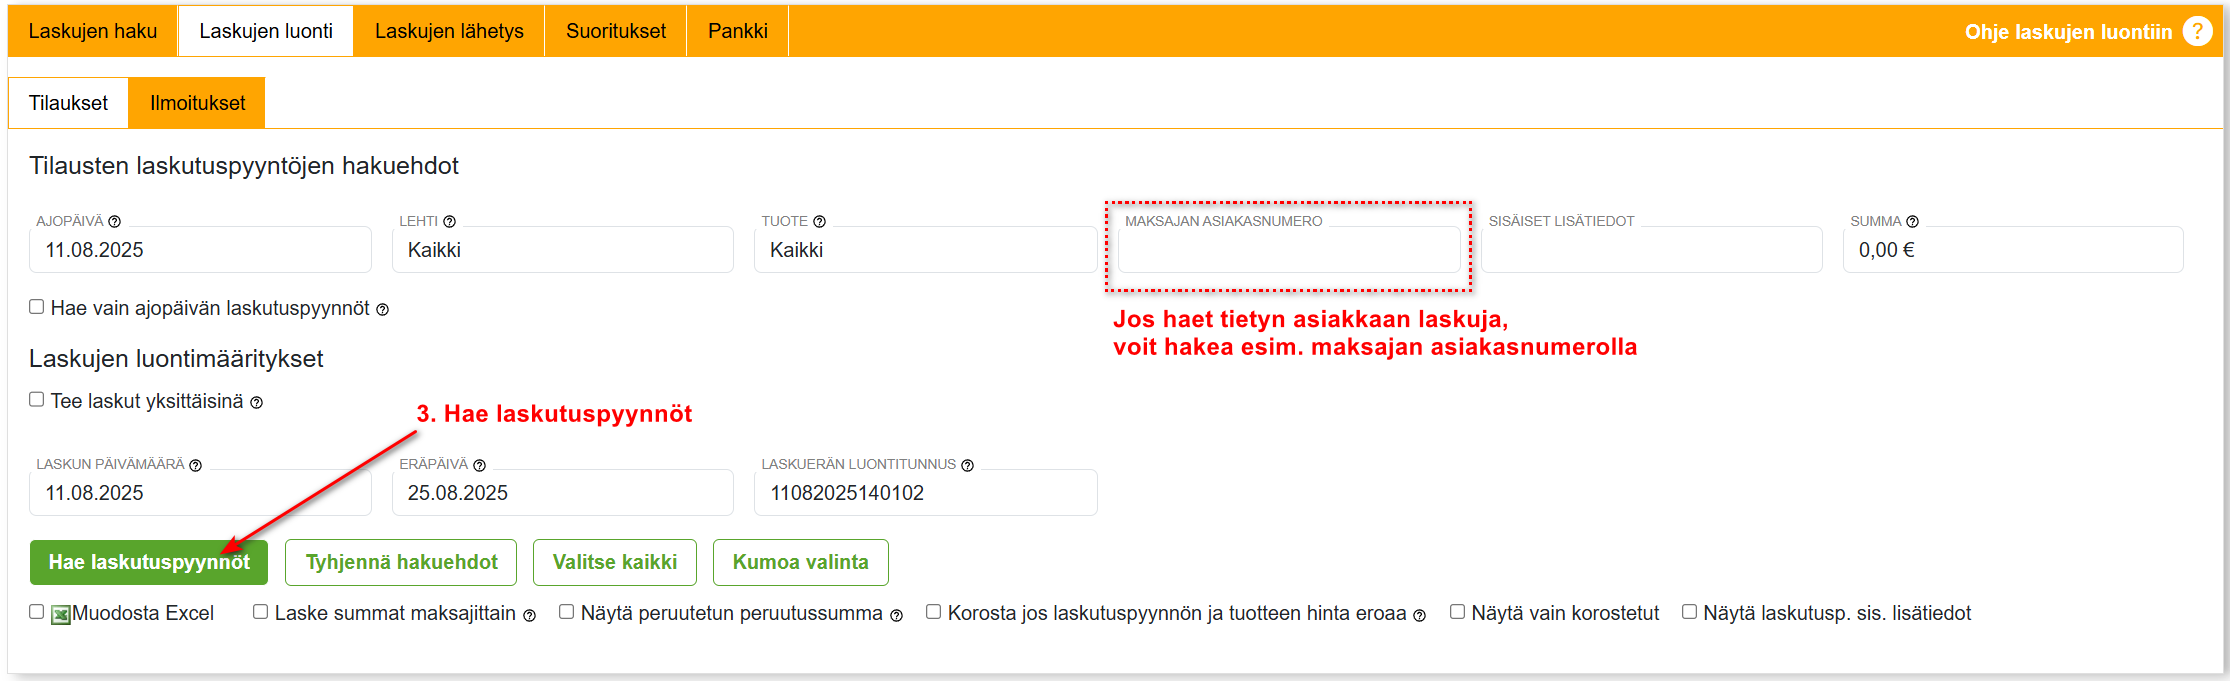 Laskujen haku
Laskujen luonti
Laskujen lähetys
Suoritukset
Pankki
Ohje laskujen luontiin ?
Tilaukset
Ilmoitukset
Tilausten laskutuspyyntöjen hakuehdot
AJOPÄIVÄ ?
11.08.2025
LEHTI ?
Kaikki
TUOTE ?
Kaikki
MAKSAJAN ASIAKASNUMERO
SISÄISET LISÄTIEDOT
SUMMA ?
0,00 €
Hae vain ajopäivän laskutuspyynnöt ?
Jos haet tietyn asiakkaan laskuja,
voit hakea esim. maksajan asiakasnumerolla
Laskujen luontimääritykset
Tee laskut yksittäisinä ?
3. Hae laskutuspyynnöt
LASKUN PÄIVÄMÄÄRÄ ?
11.08.2025
ERÄPÄIVÄ ?
25.08.2025
LASKUERÄN LUONTITUNNUS ?
11082025140102
Hae laskutuspyynnöt
Tyhjennä hakuehdot
Valitse kaikki
Kumoa valinta
Muodosta Excel
Laske summat maksajittain ?
Näytä peruutetun peruutussumma ?
Korosta jos laskutuspyynnön ja tuotteen hinta eroaa ?
Näytä vain korostetut
Näytä laskutusp. sis. lisätiedot